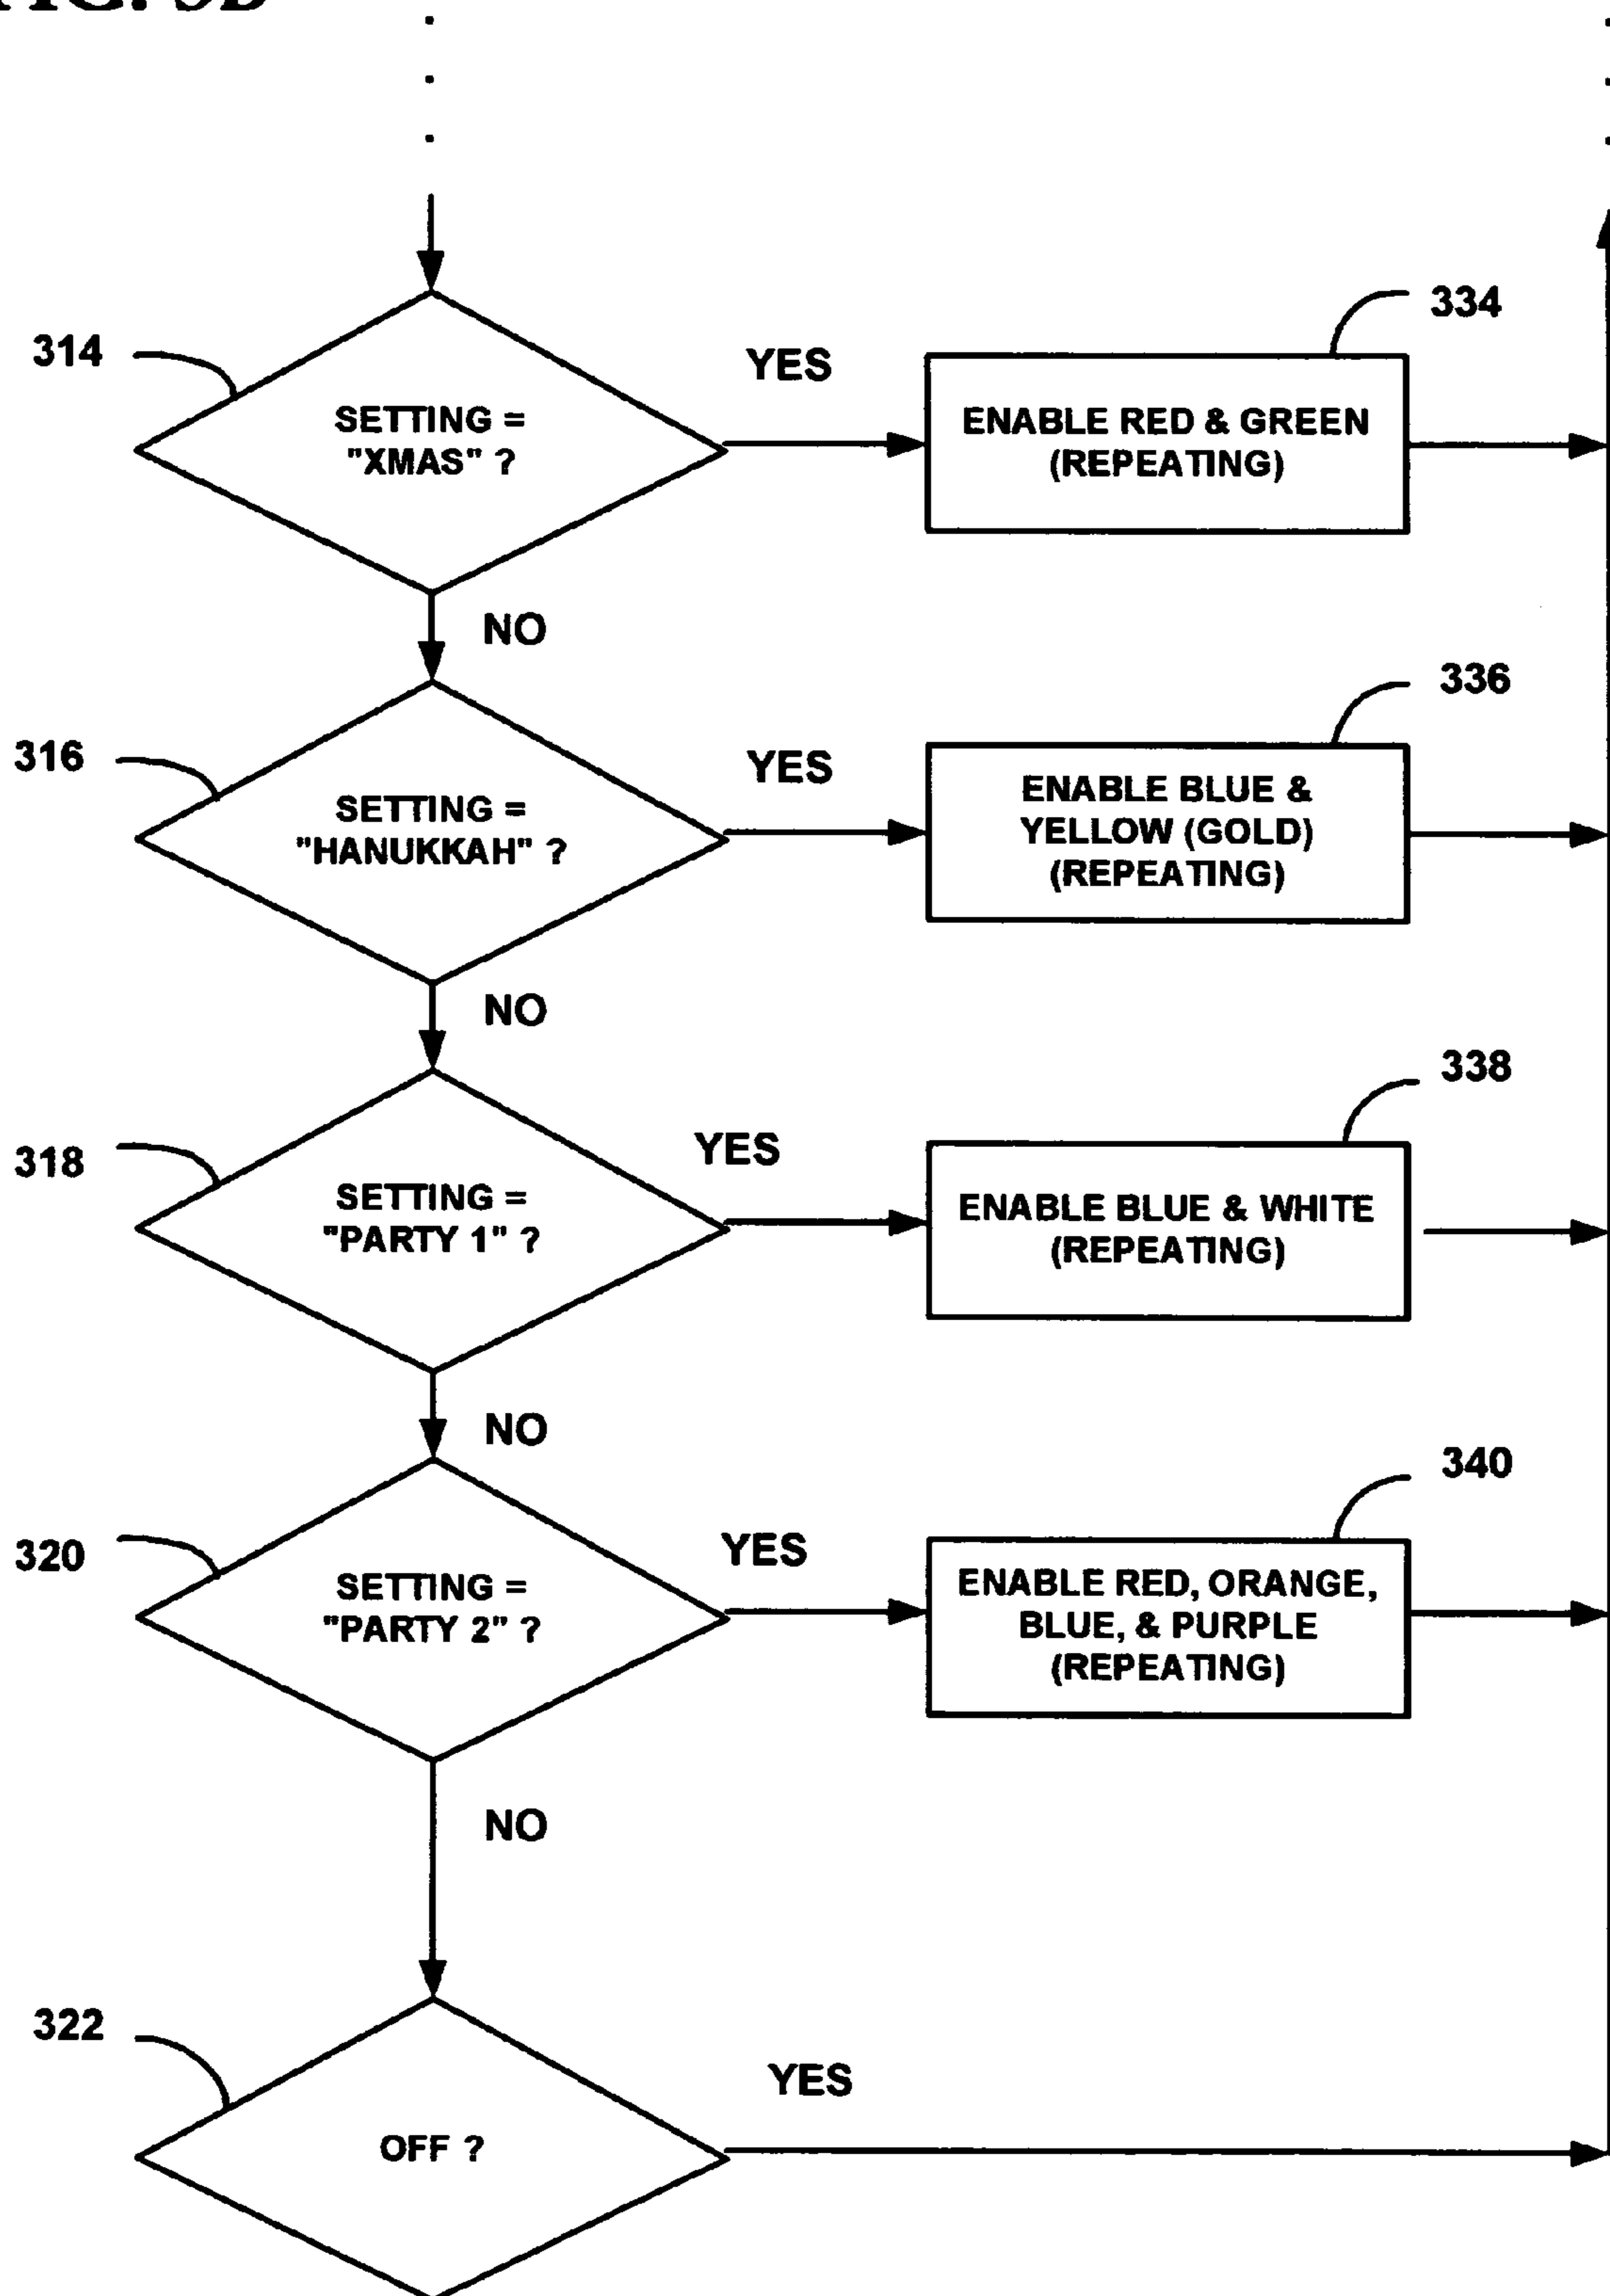 314
SETTING =
"XMAS" ?
YES
334
ENABLE RED & GREEN
(REPEATING)
NO
316
SETTING =
"HANUKKAH" ?
YES
336
ENABLE BLUE &
YELLOW (GOLD)
(REPEATING)
NO
318
SETTING =
"PARTY 1" ?
YES
338
ENABLE BLUE & WHITE
(REPEATING)
NO
320
SETTING =
"PARTY 2" ?
YES
340
ENABLE RED, ORANGE,
BLUE, & PURPLE
(REPEATING)
NO
322
OFF ?
YES